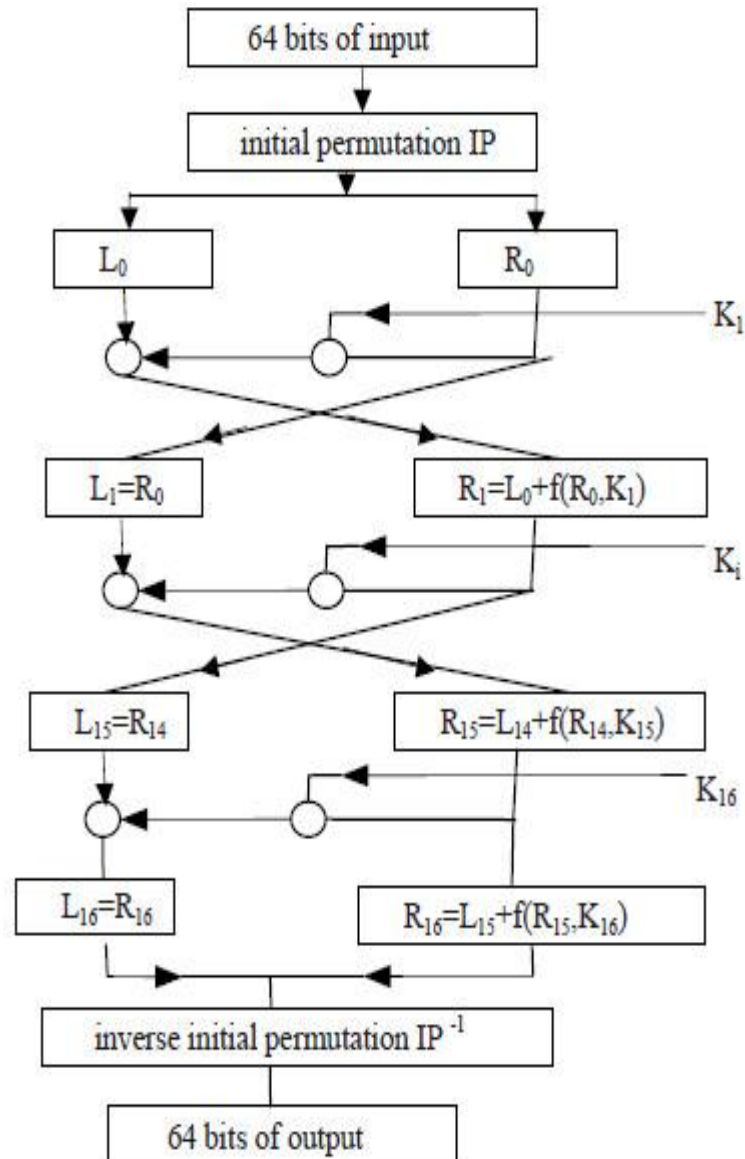 64 bits of input
initial permutation IP
L₀
R₀
K₁
L₁=R₀
R₁=L₀+f(R₀,K₁)
Kᵢ
L₁₅=R₁₄
R₁₅=L₁₄+f(R₁₄,K₁₅)
K₁₆
L₁₆=R₁₆
R₁₆=L₁₅+f(R₁₅,K₁₆)
inverse initial permutation IP ⁻¹
64 bits of output